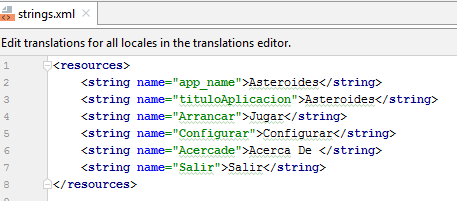 strings.xml
Edit translations for all locales in the translations editor.
1 <resources>
2 <string name="app_name">Asteroides</string>
3 <string name="tituloAplicacion">Asteroides</string>
4 <string name="Arrancar">Jugar</string>
5 <string name="Configurar">Configurar</string>
6 <string name="Acercade">Acerca De </string>
7 <string name="Salir">Salir</string>
8 </resources>